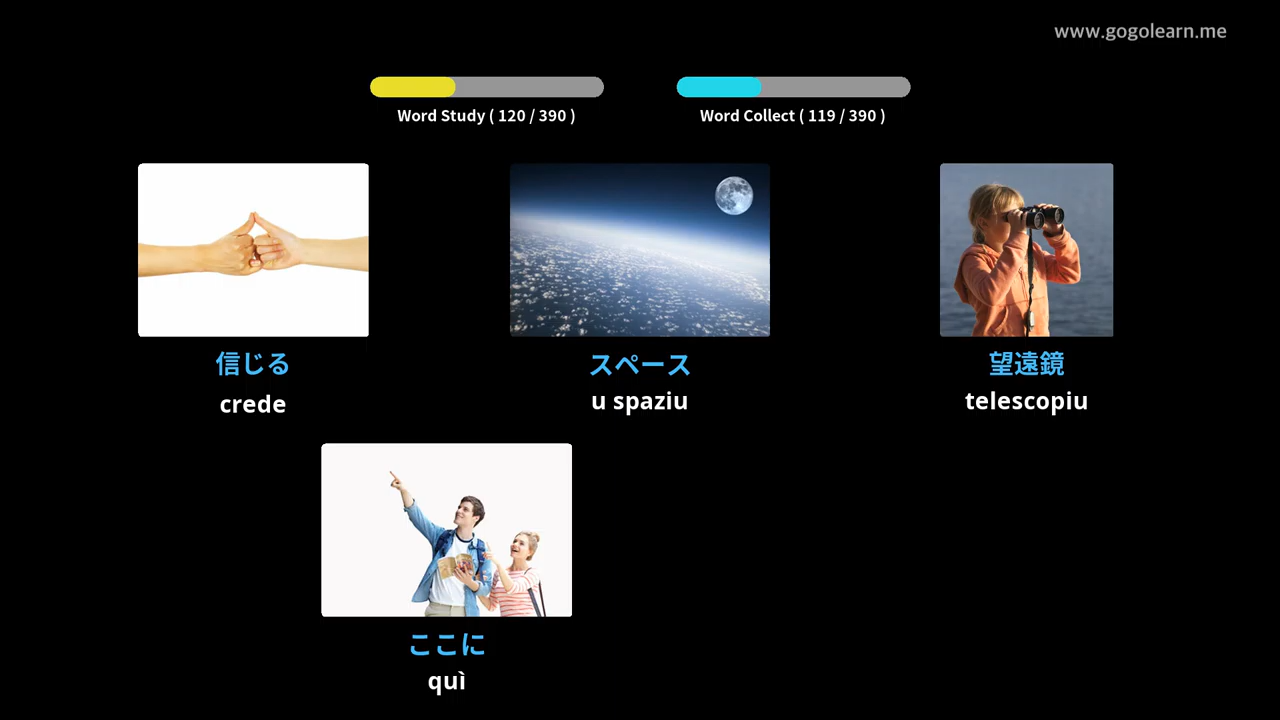 www.gogolearn.me
Word Study ( 120 / 390 )
Word Collect ( 119 / 390 )
信じる
crede
スペース
u spaziu
望遠鏡
telescopiu
ここに
quì